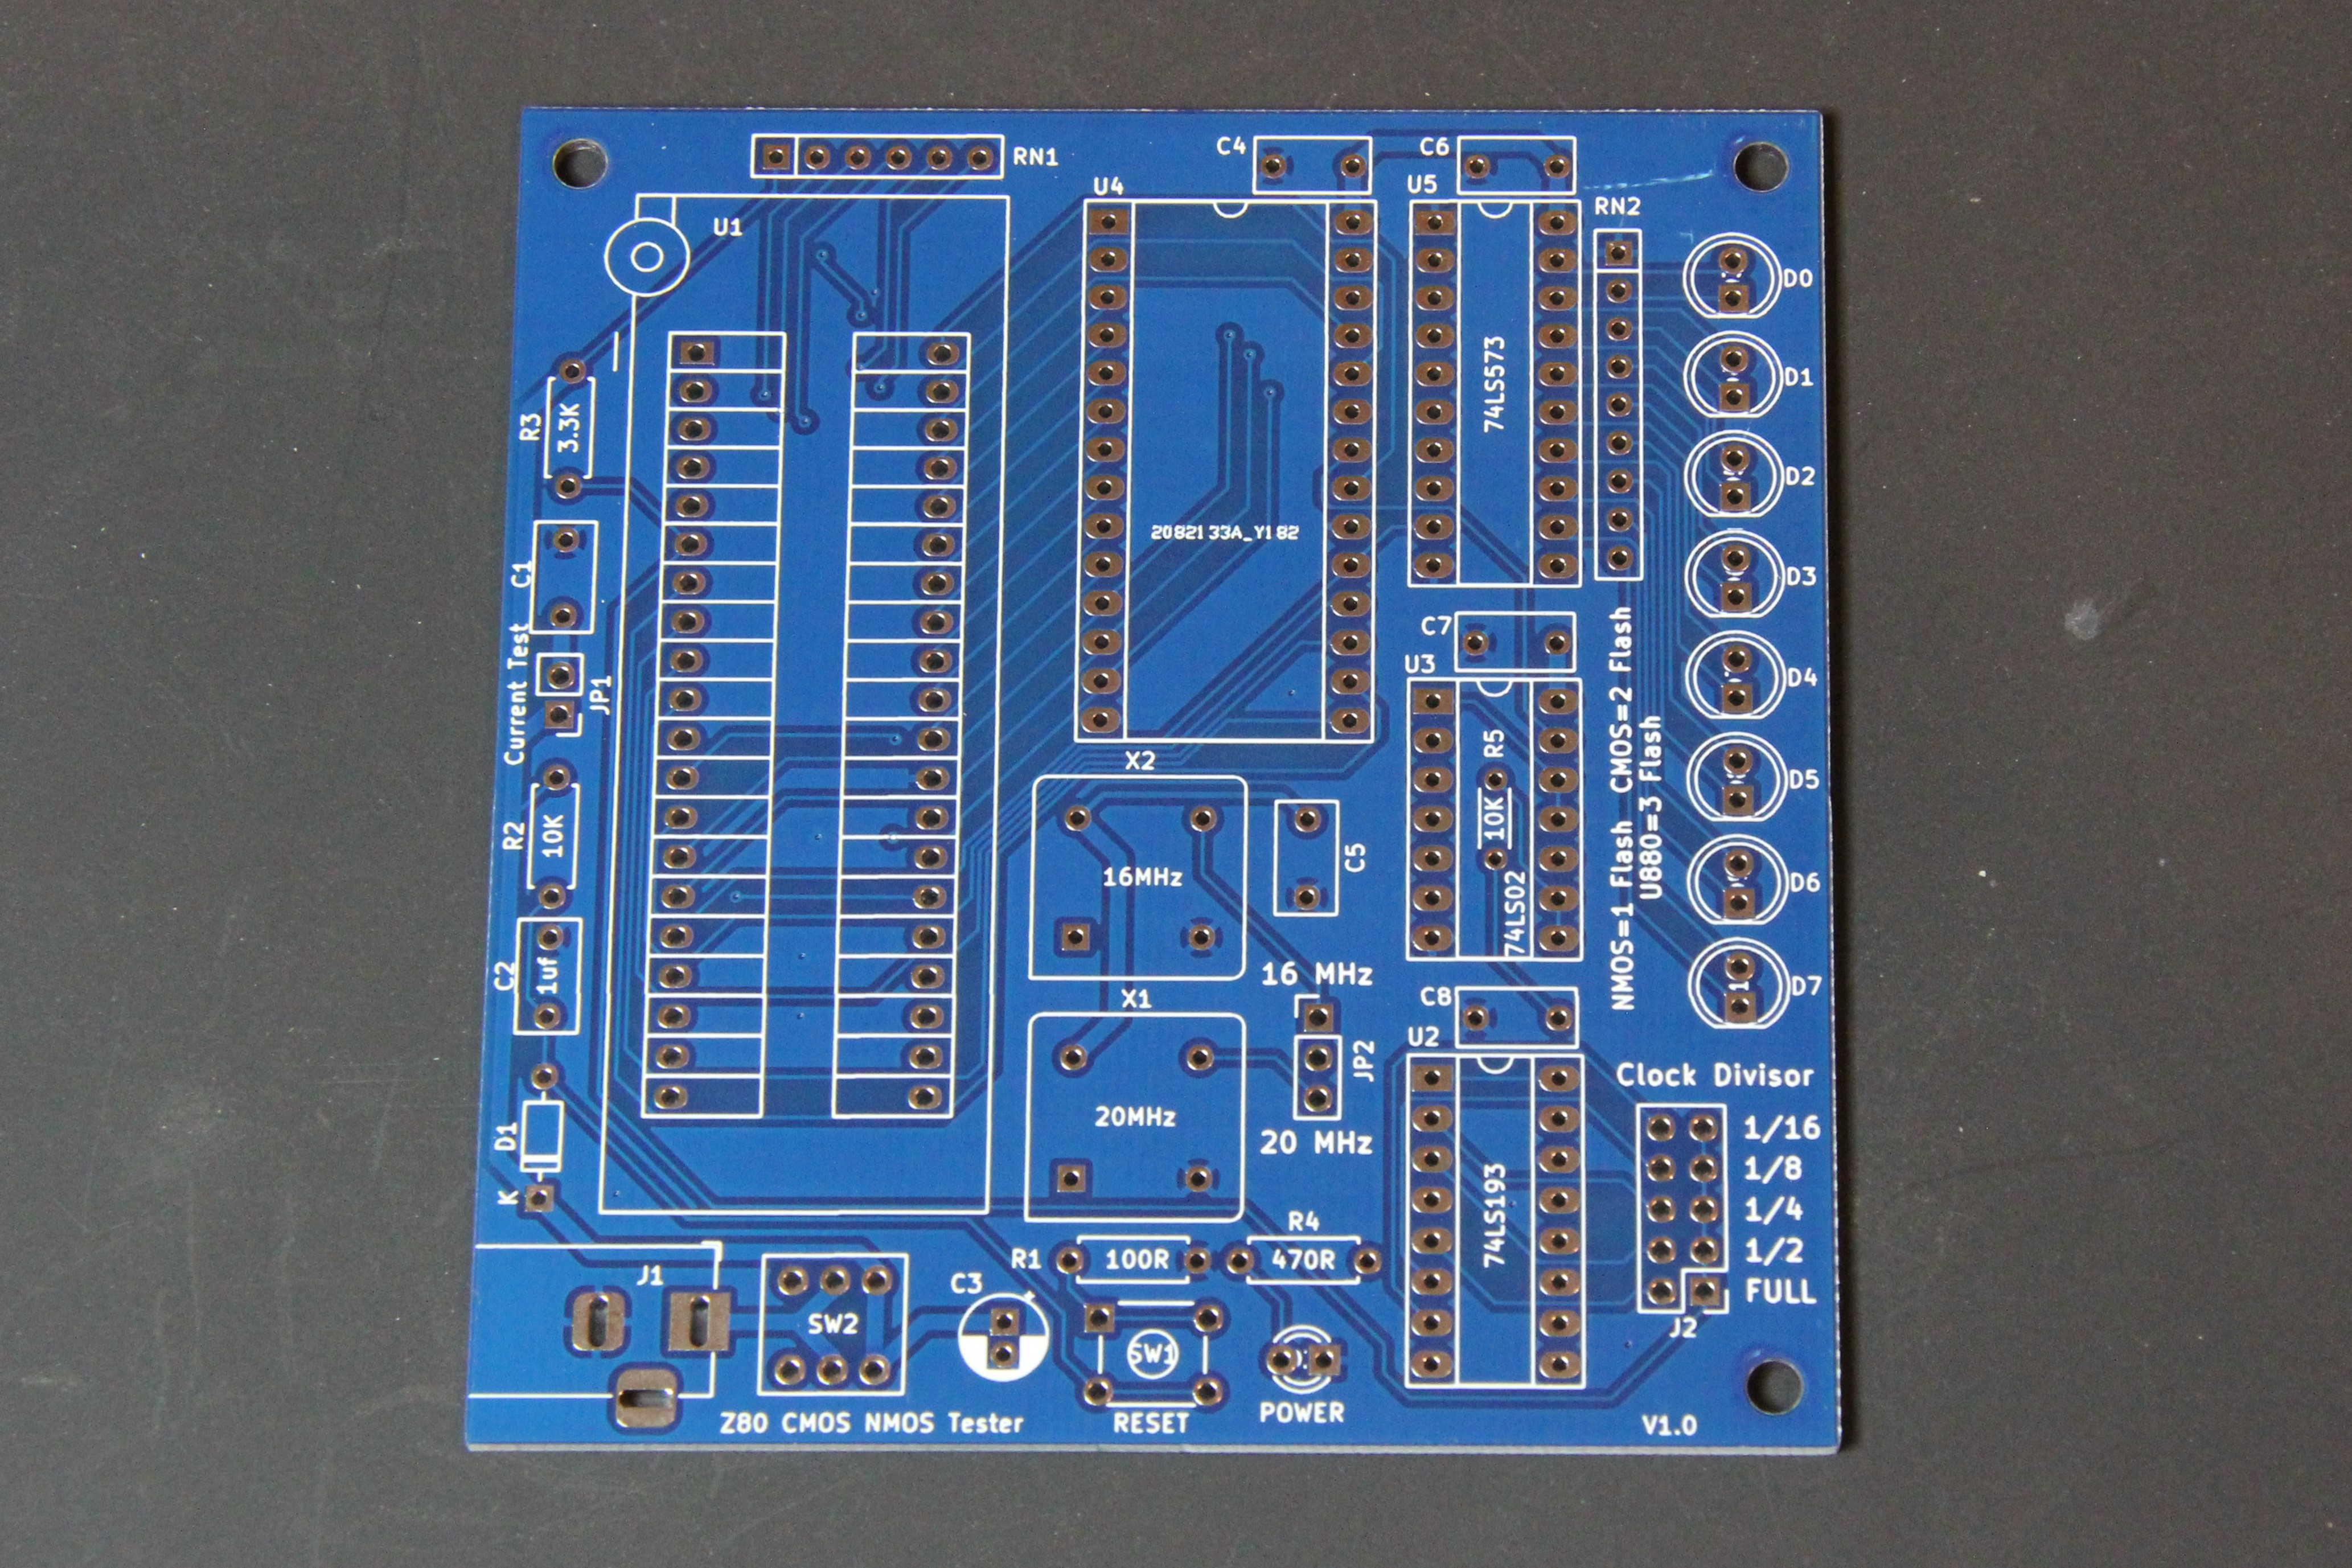 RN1
C4
C6
U4
U5
RN2
U1
D0
D1
D2
D3
D4
D5
D6
D7
R3
3.3K
74LS573
2082133A_Y182
C1
Current Test
JP1
C7
U3
R5
10K
74LS02
NMOS=1 Flash CMOS=2 Flash
U880=3 Flash
X2
16MHz
C5
R2
10K
C2
1uf
16 MHz
X1
20MHz
JP2
20 MHz
C8
U2
74LS193
Clock Divisor
1/16
1/8
1/4
1/2
FULL
J2
D1
K
J1
SW2
C3
+
R1
100R
R4
470R
SW1
RESET
POWER
Z80 CMOS NMOS Tester
V1.0